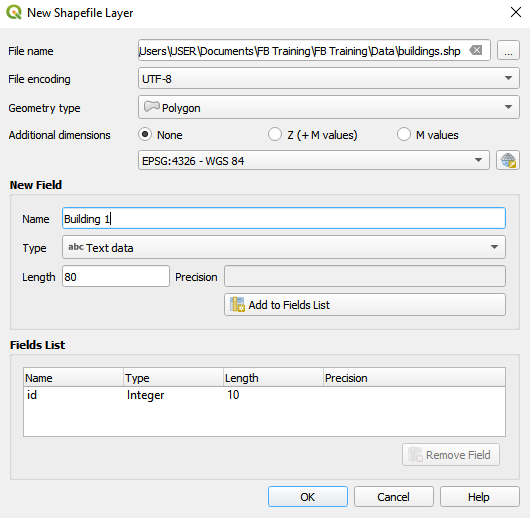 New Shapefile Layer
File name
Users\USER\Documents\FB Training\FB Training\Data\buildings.shp
...
File encoding
UTF-8
Geometry type
Polygon
Additional dimensions
None
Z (+ M values)
M values
EPSG:4326 - WGS 84
New Field
Name
Building 1
Type
abc Text data
Length
80
Precision
Add to Fields List
Fields List
Name Type Length Precision
id Integer 10
Remove Field
OK Cancel Help